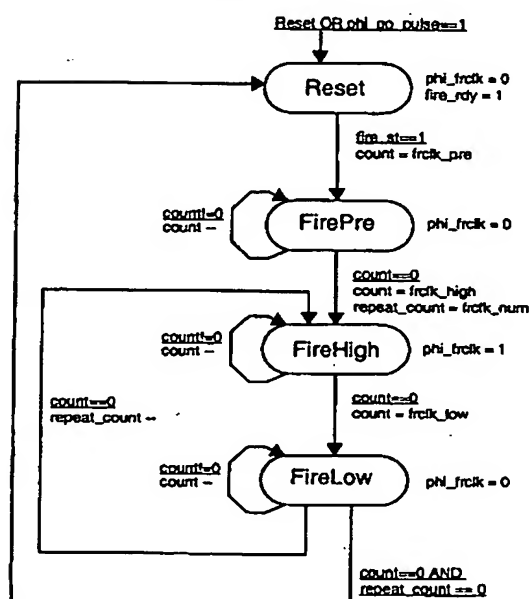 Reset OR phi_go_pulse==1
Reset
phi_frclk = 0
fire_rdy = 1
fire_st==1
count = frclk_pre
count!=0
count --
FirePre
phi_frclk = 0
count==0
count = frclk_high
repeat_count = frclk_num
count!=0
count --
FireHigh
phi_frclk = 1
count==0
repeat_count --
count==0
count = frclk_low
count!=0
count --
FireLow
phi_frclk = 0
count==0 AND
repeat_count == 0